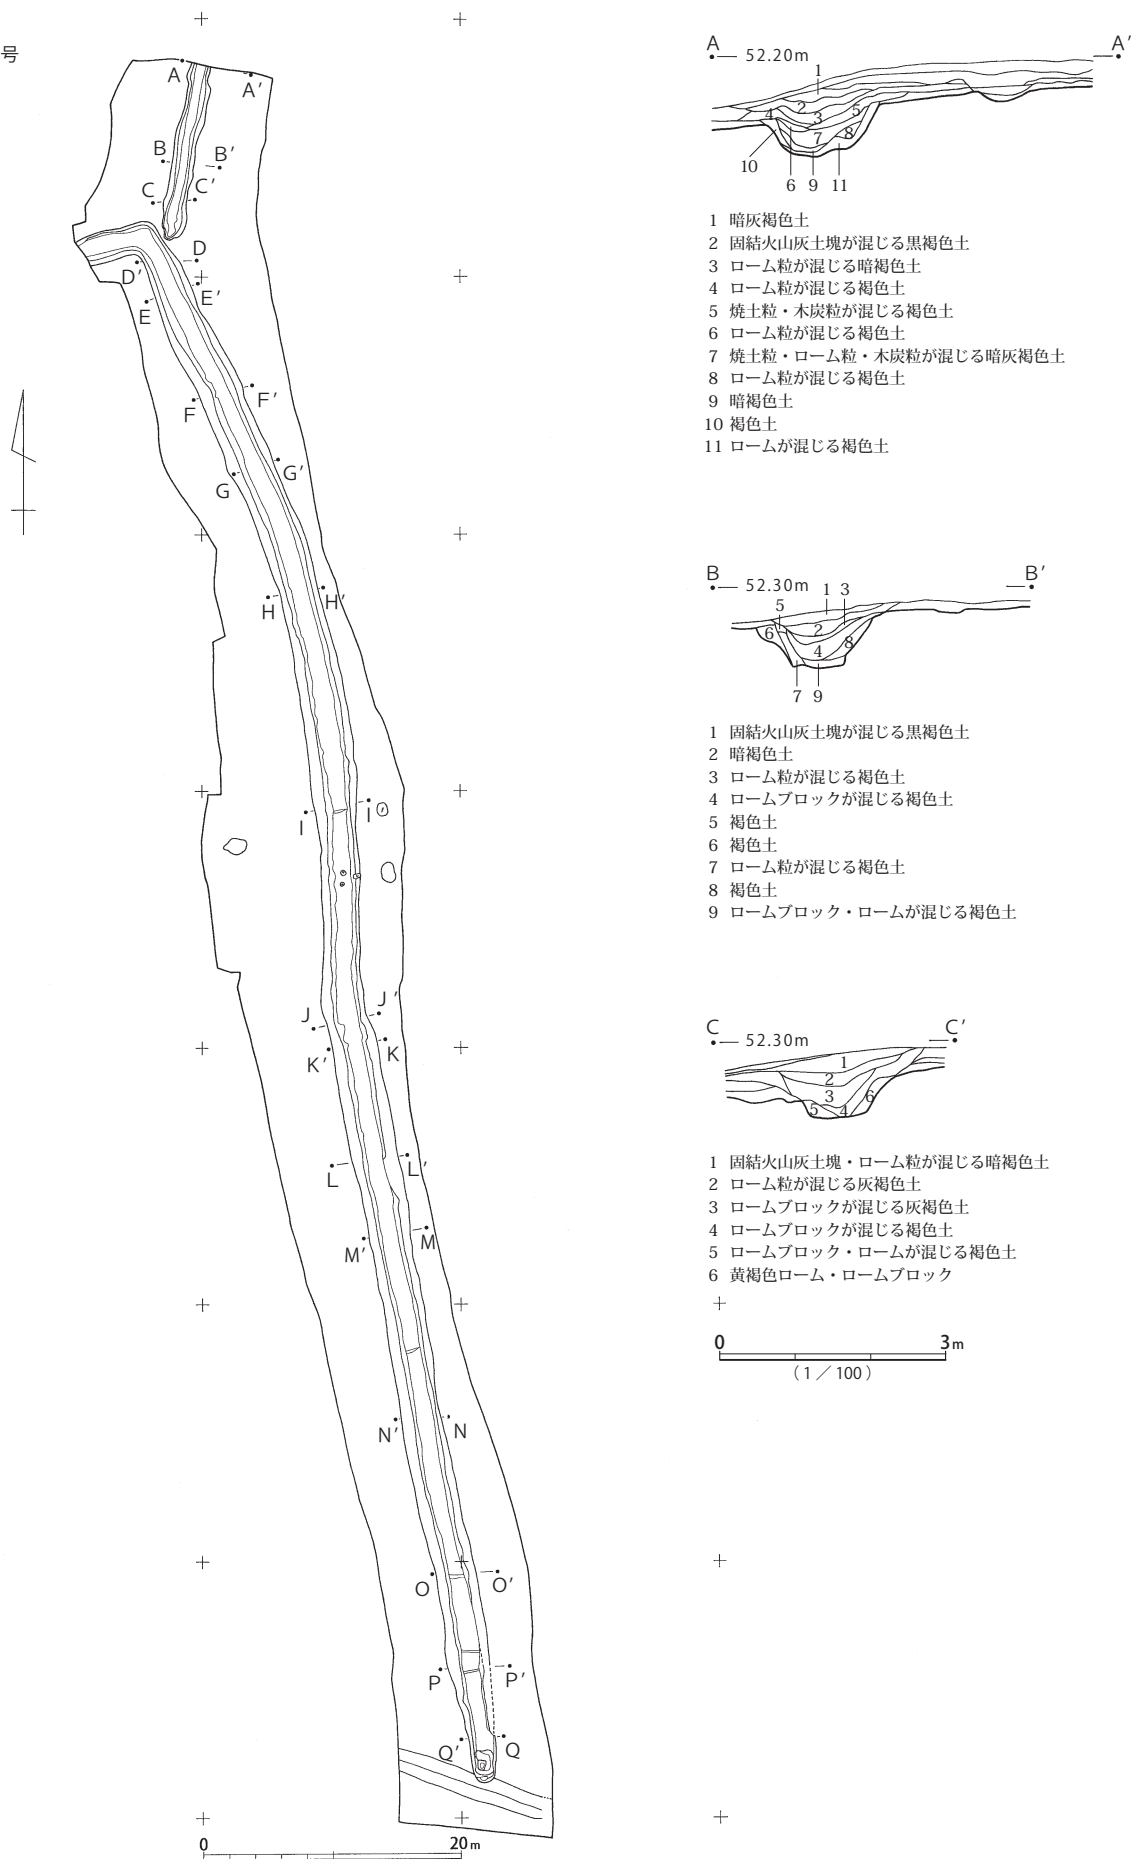 号
A
A′
B
B′
C
C′
D
D′
E′
E
F′
F
G′
G
H
H′
I
I
J′
J
K′
K
L′
L
M′
M
N′
N
O
O′
P
P′
Q′
Q
0 20m
A 52.20m A′
1
2
4 3 5
7 8
10
6 9 11
1 暗灰褐色土
2 固結火山灰土塊が混じる黒褐色土
3 ローム粒が混じる暗褐色土
4 ローム粒が混じる褐色土
5 焼土粒・木炭粒が混じる褐色土
6 ローム粒が混じる褐色土
7 焼土粒・ローム粒・木炭粒が混じる暗灰褐色土
8 ローム粒が混じる褐色土
9 暗褐色土
10 褐色土
11 ロームが混じる褐色土
B 52.30m B′
1 3
5
6 2 8
4
7 9
1 固結火山灰土塊が混じる黒褐色土
2 暗褐色土
3 ローム粒が混じる褐色土
4 ロームブロックが混じる褐色土
5 褐色土
6 褐色土
7 ローム粒が混じる褐色土
8 褐色土
9 ロームブロック・ロームが混じる褐色土
C 52.30m C′
1
2
3 6
5 4
1 固結火山灰土塊・ローム粒が混じる暗褐色土
2 ローム粒が混じる灰褐色土
3 ロームブロックが混じる灰褐色土
4 ロームブロックが混じる褐色土
5 ロームブロック・ロームが混じる褐色土
6 黄褐色ローム・ロームブロック
0 3m
（1／100）